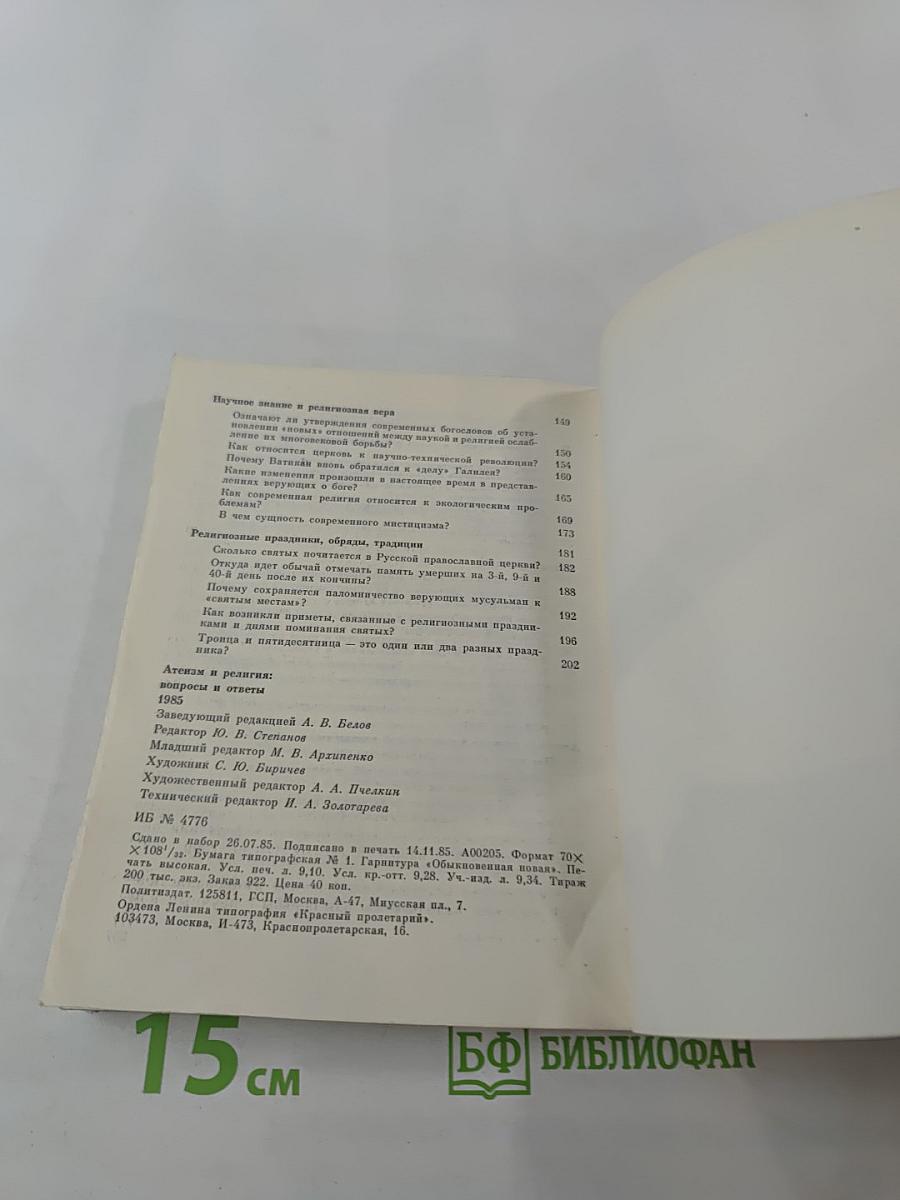 Научное знание и религиозная вера 149
Означают ли утверждения современных богословов об уста-
новлении «новых» отношений между наукой и религией ослаб-
ление их многовековой борьбы? 150
Как относится церковь к научно-технической революции? 154
Почему Ватикан вновь обратился к «делу» Галилея? 160
Какие изменения произошли в настоящее время в представ-
лениях верующих о боге? 165
Как современная религия относится к экологическим про-
блемам? 169
В чем сущность современного мистицизма? 173
Религиозные праздники, обряды, традиции 181
Сколько святых почитается в Русской православной церкви? 182
Откуда идет обычай отмечать память умерших на 3-й, 9-й и
40-й день после их кончины? 188
Почему сохраняется паломничество верующих мусульман к
«святым местам»? 192
Как возникли приметы, связанные с религиозными праздни-
ками и днями поминания святых? 196
Троица и пятидесятница — это один или два разных празд-
ника? 202
Атеизм и религия:
вопросы и ответы
1985
Заведующий редакцией А. В. Белов
Редактор Ю. В. Степанов
Младший редактор М. В. Архипенко
Художник С. Ю. Биричев
Художественный редактор А. А. Пчелкин
Технический редактор И. А. Золотарева
ИБ № 4776
Сдано в набор 26.07.85. Подписано в печать 14.11.85. А00205. Формат 70×
×108¹/₃₂. Бумага типографская № 1. Гарнитура «Обыкновенная новая». Пе-
чать высокая. Усл. печ. л. 9,10. Усл. кр.-отт. 9,28. Уч.-изд. л. 9,34. Тираж
200 тыс. экз. Заказ 922. Цена 40 коп.
Политиздат. 125811, ГСП, Москва, А-47, Миусская пл., 7.
Ордена Ленина типография «Красный пролетарий».
103473, Москва, И-473, Краснопролетарская, 16.
15 см
БФ БИБЛИОФАН